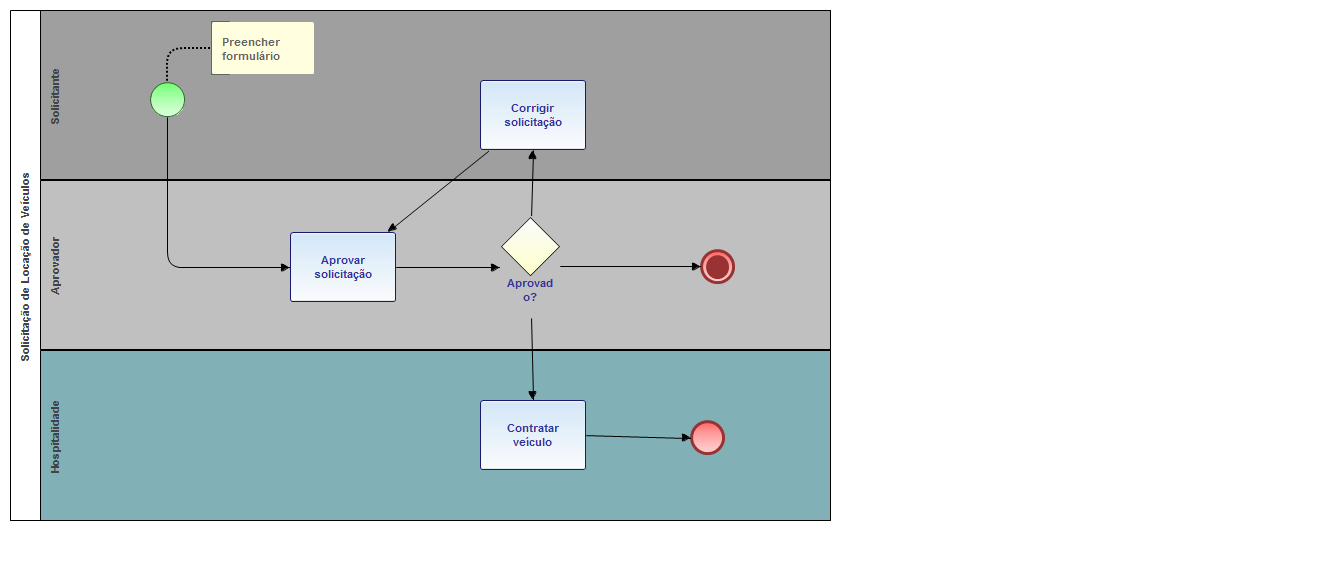 Solicitação de Locação de Veículos
Solicitante
Preencher
formulário
Corrigir
solicitação
Aprovador
Aprovar
solicitação
Aprovad
o?
Hospitalidade
Contratar
veículo